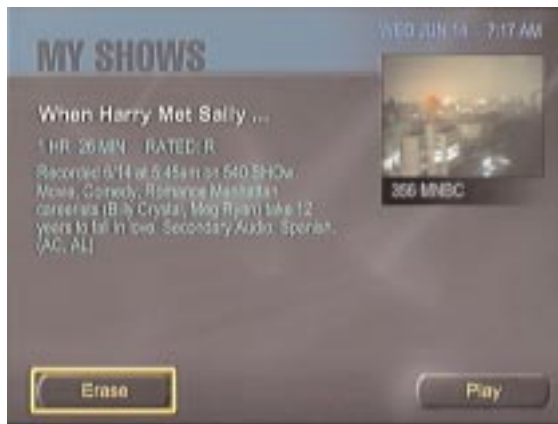 WED JUN 14 7:17 AM
MY SHOWS
When Harry Met Sally ...
1 HR 26 MIN RATED: R
Recorded 6/14 at 5:45am on 540 SHOw
Movie, Comedy, Romance Manhattan
careerists (Billy Crystal, Meg Ryan) take 12
years to fall in love. Secondary Audio: Spanish.
(AC, AL)
356 MNBC
Erase
Play